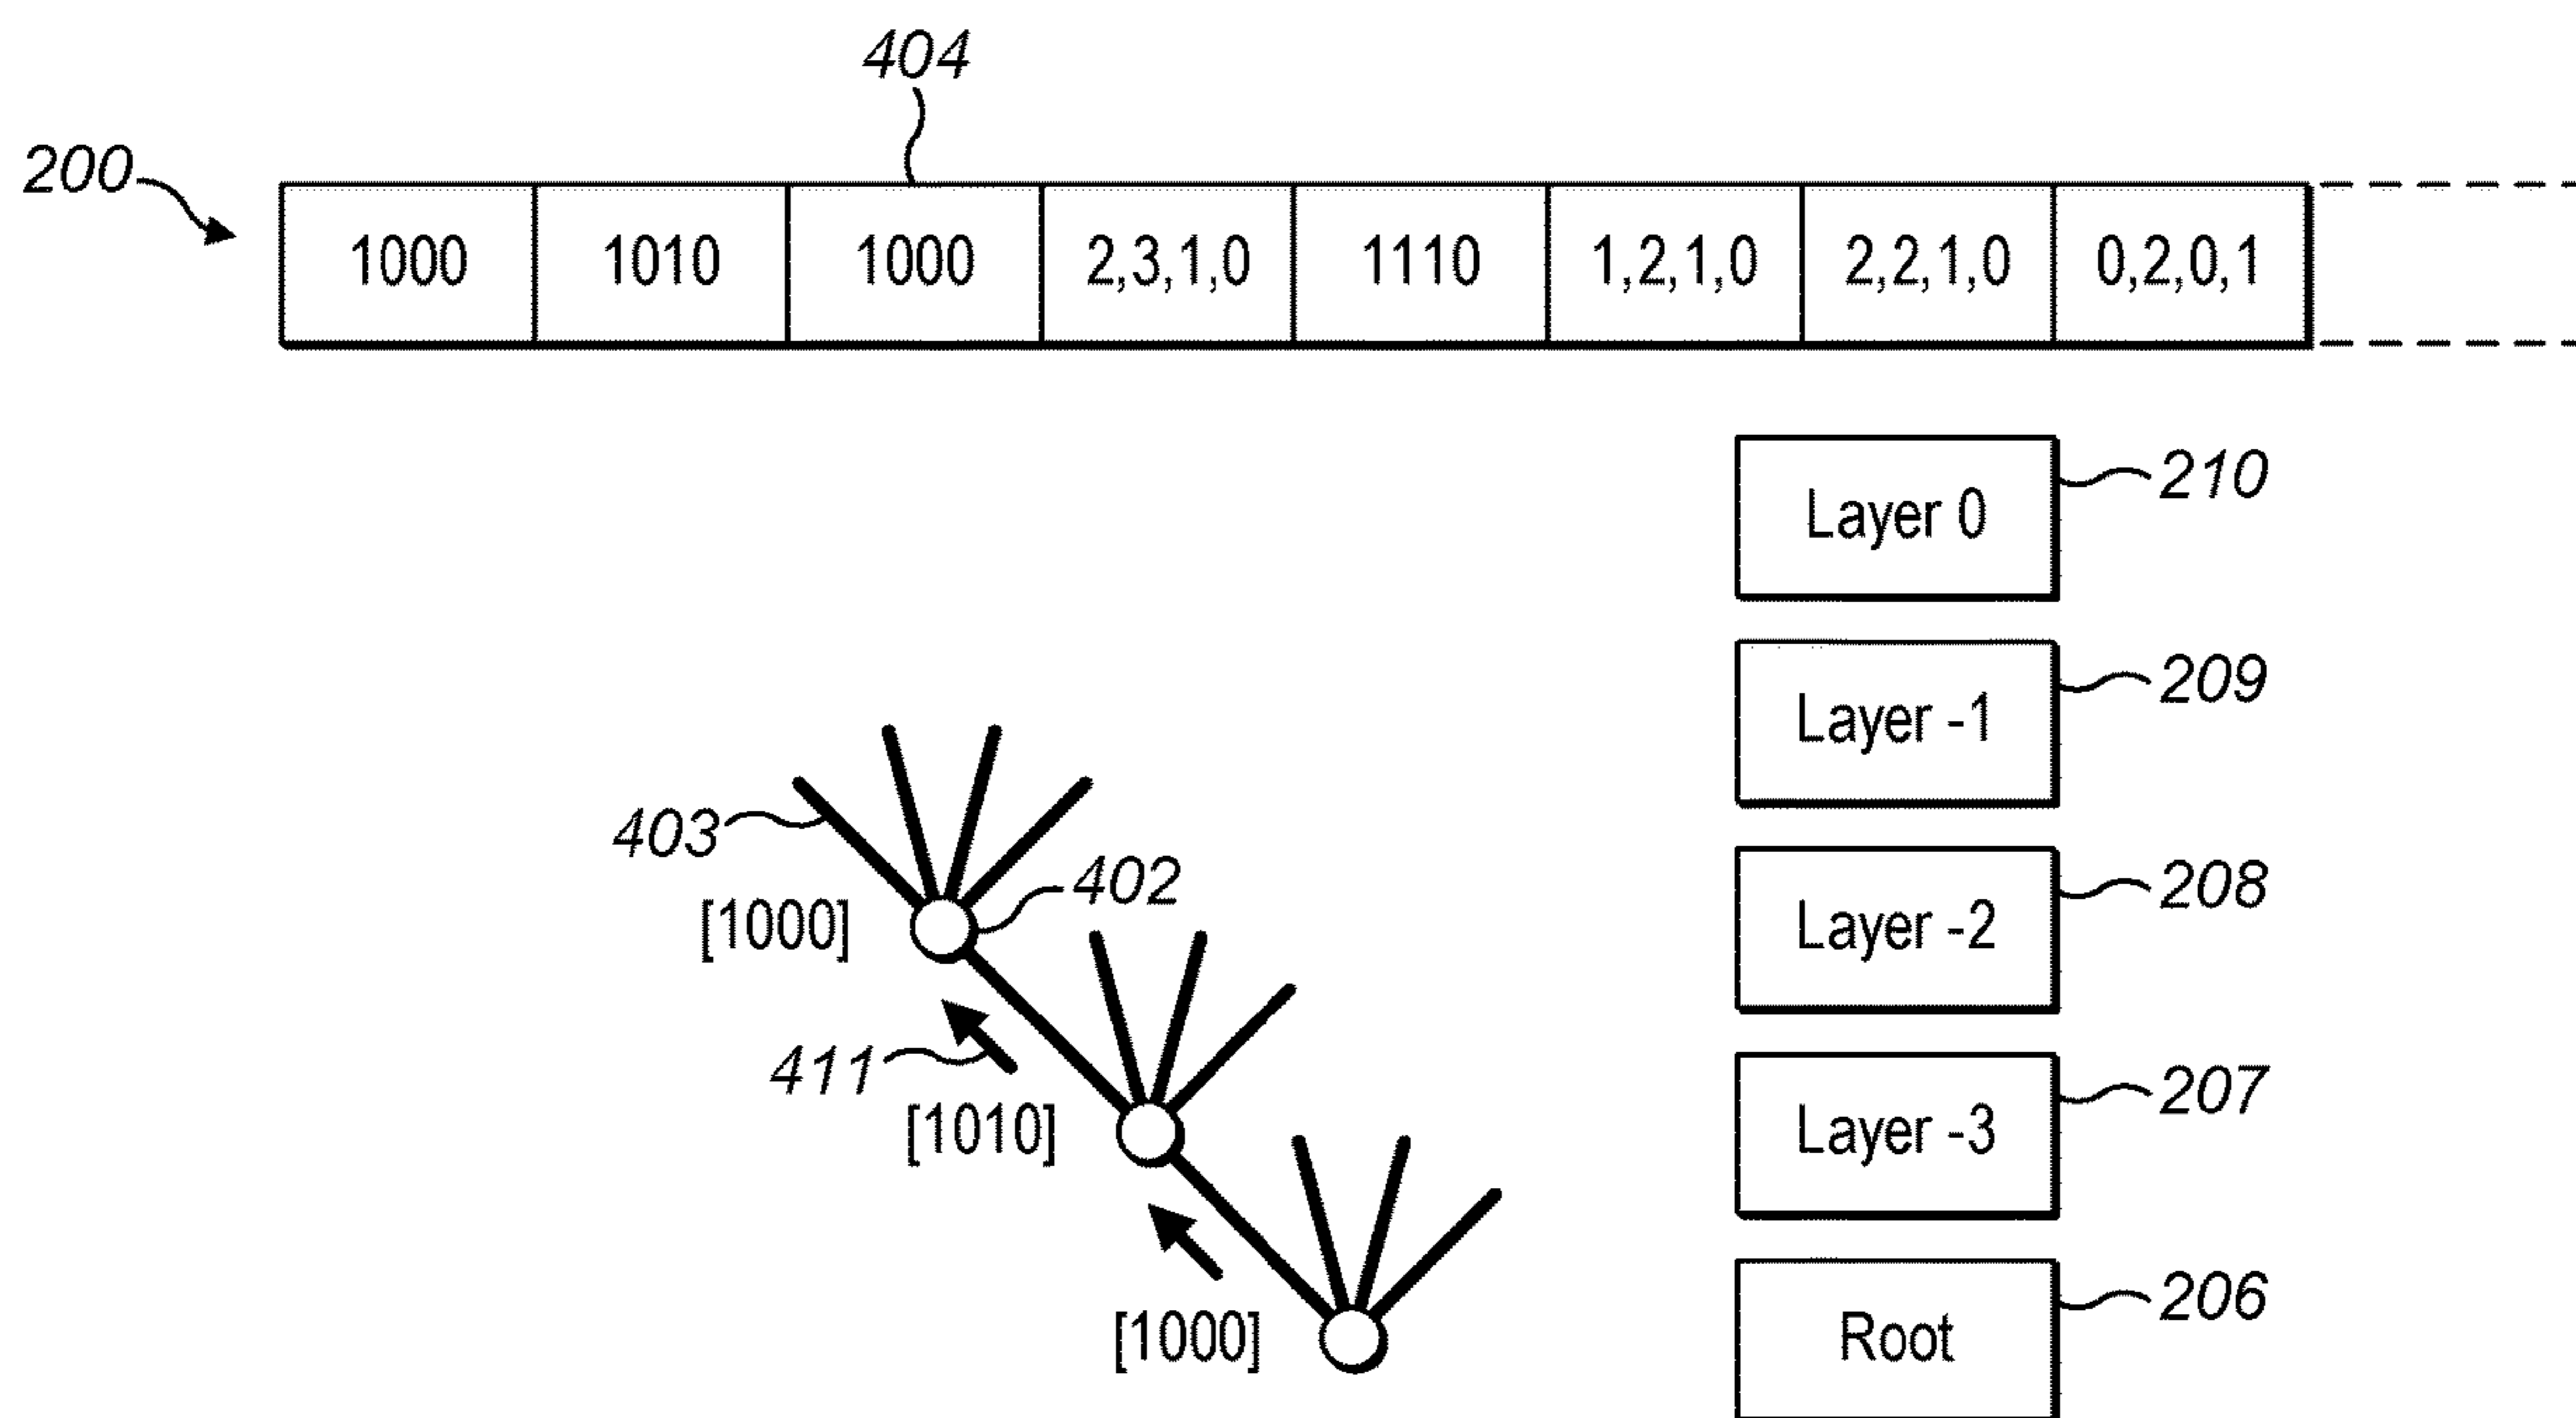 404
200
1000 1010 1000 2,3,1,0 1110 1,2,1,0 2,2,1,0 0,2,0,1
Layer 0 210
Layer -1 209
403
402
[1000]
Layer -2 208
411
[1010]
Layer -3 207
[1000]
Root 206